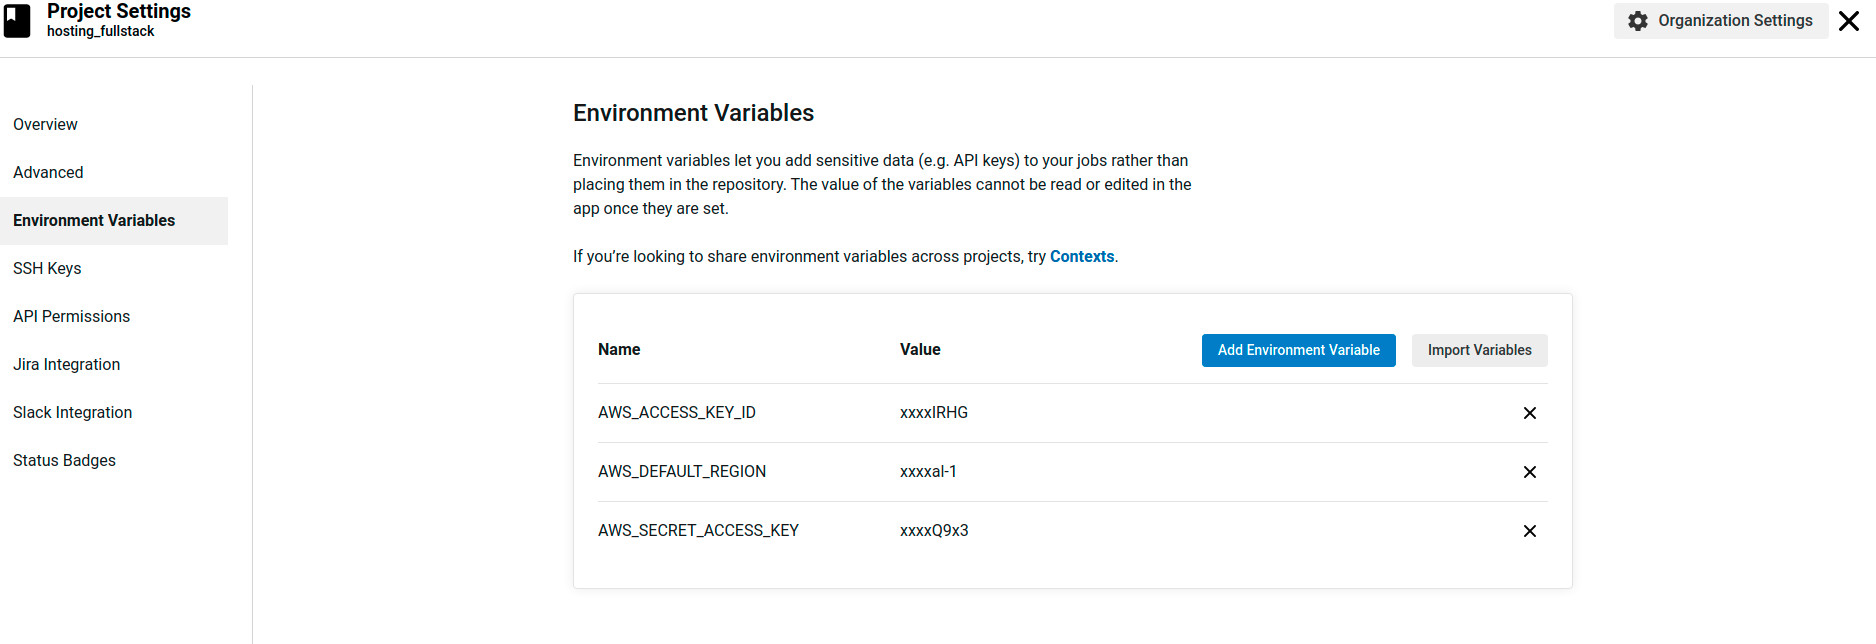 Project Settings
hosting_fullstack
Organization Settings
Overview
Advanced
Environment Variables
SSH Keys
API Permissions
Jira Integration
Slack Integration
Status Badges
Environment Variables
Environment variables let you add sensitive data (e.g. API keys) to your jobs rather than
placing them in the repository. The value of the variables cannot be read or edited in the
app once they are set.
If you’re looking to share environment variables across projects, try Contexts.
Name Value Add Environment Variable Import Variables
AWS_ACCESS_KEY_ID xxxxIRHG
AWS_DEFAULT_REGION xxxxal-1
AWS_SECRET_ACCESS_KEY xxxxQ9x3